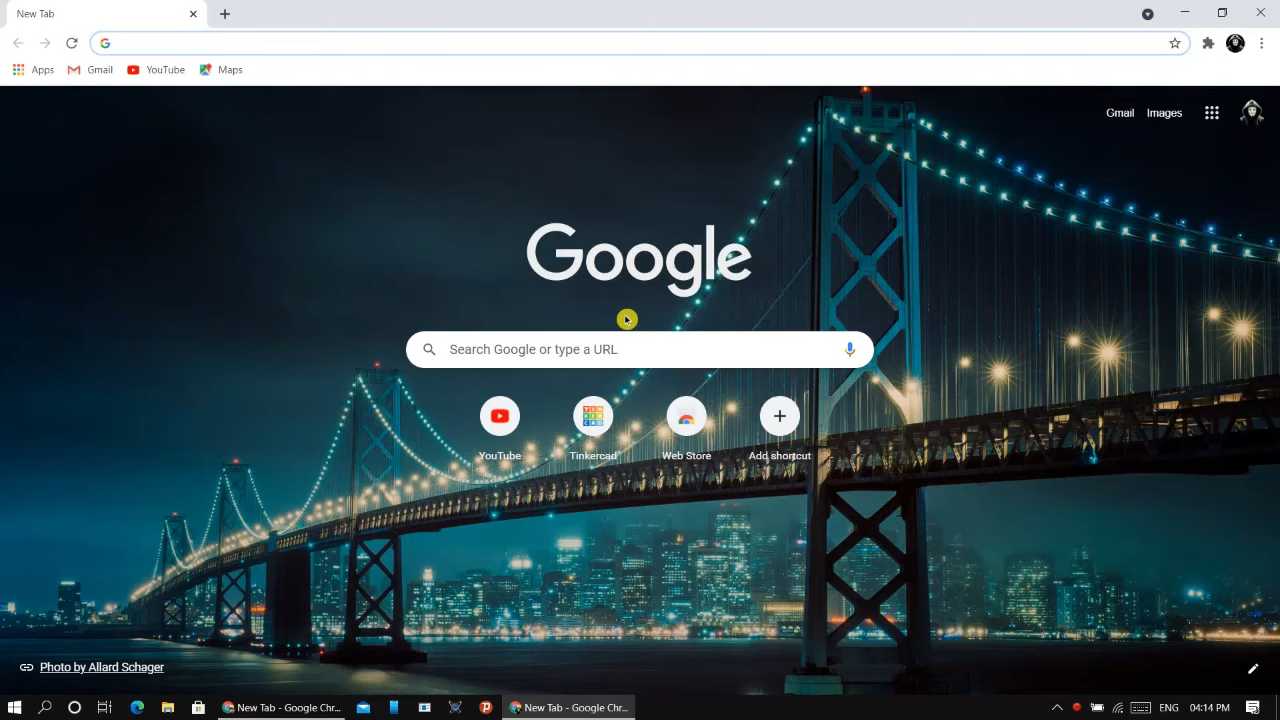 New Tab
Apps Gmail YouTube Maps
Gmail Images
Google
Search Google or type a URL
YouTube Tinkercad Web Store Add shortcut
Photo by Allard Schager
New Tab - Google Chr... New Tab - Google Chr... ENG 04:14 PM